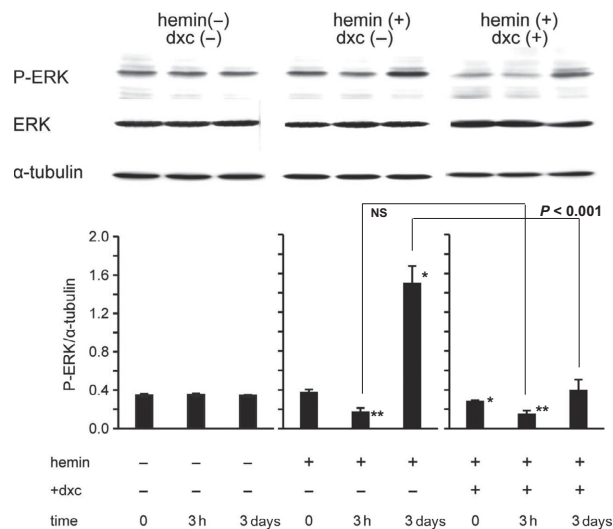 hemin(–) hemin (+) hemin (+)
dxc (–) dxc (–) dxc (+)
P-ERK
ERK
α-tubulin
NS P < 0.001
2.0
1.6
1.2
0.8
0.4
0.0
P-ERK/α-tubulin
*
**
*
**
hemin – – – + + + + + +
+dxc – – – – – – + + +
time 0 3 h 3 days 0 3 h 3 days 0 3 h 3 days